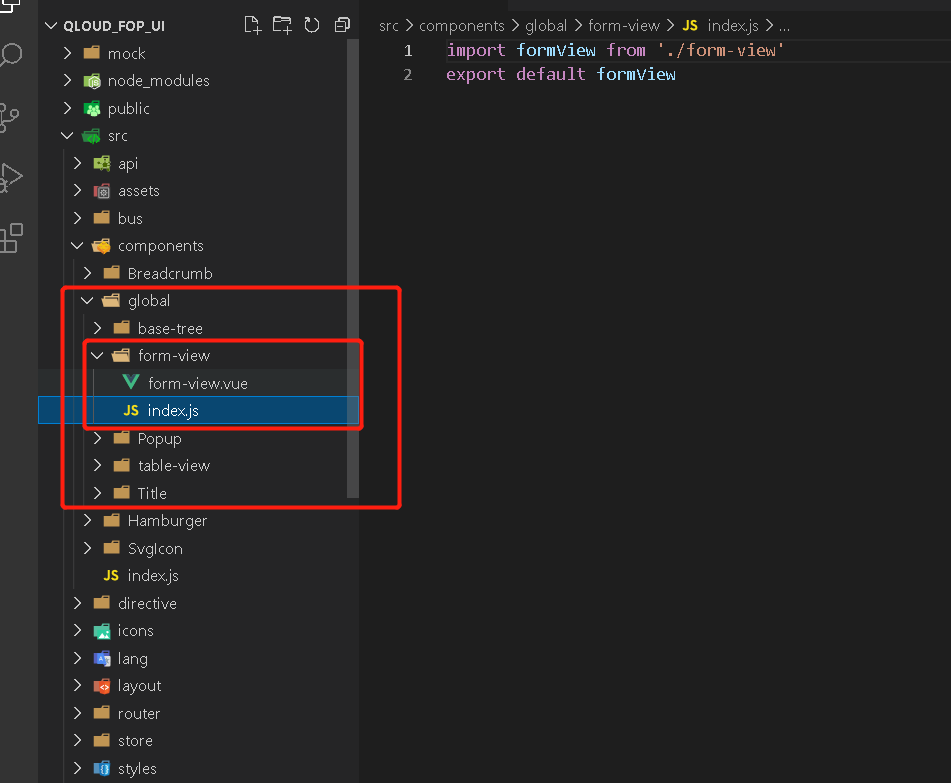 QLOUD_FOP_UI
mock
node_modules
public
src
api
assets
bus
components
Breadcrumb
global
base-tree
form-view
form-view.vue
JS index.js
Popup
table-view
Title
Hamburger
SvgIcon
JS index.js
directive
icons
lang
layout
router
store
styles
src > components > global > form-view > JS index.js > ...
1 import formView from './form-view'
2 export default formView